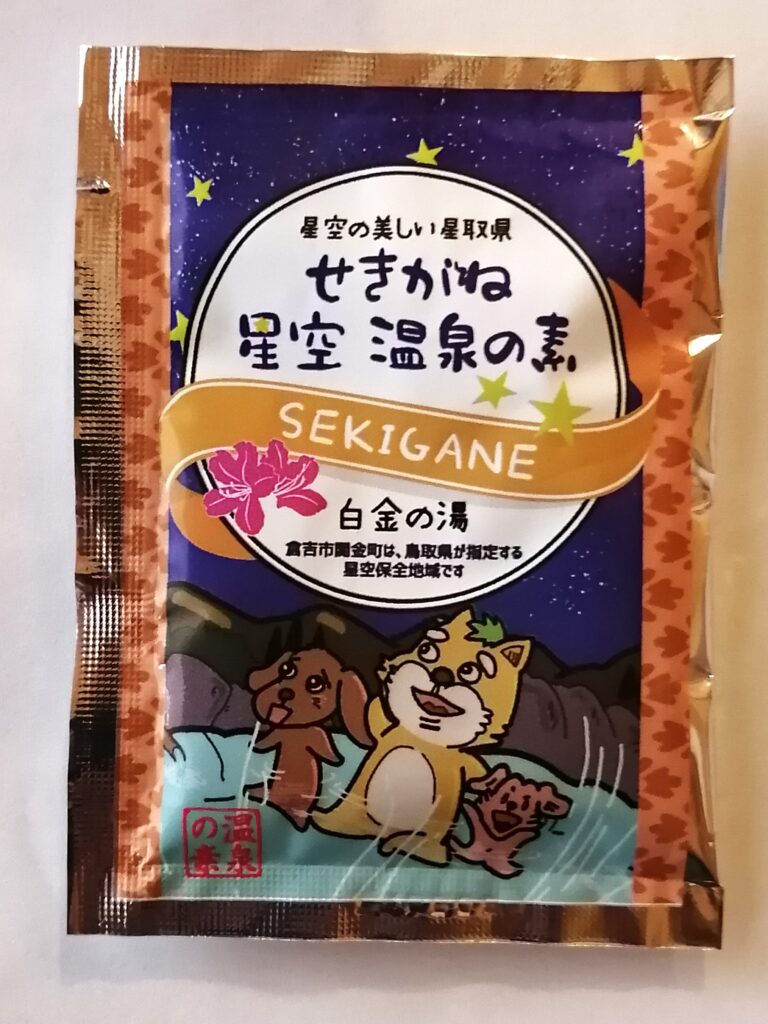 星空の美しい星取県
せきがね
星空 温泉の素
SEKIGANE
白金の湯
倉吉市関金町は、鳥取県が指定する
星空保全地域です
温泉
の素